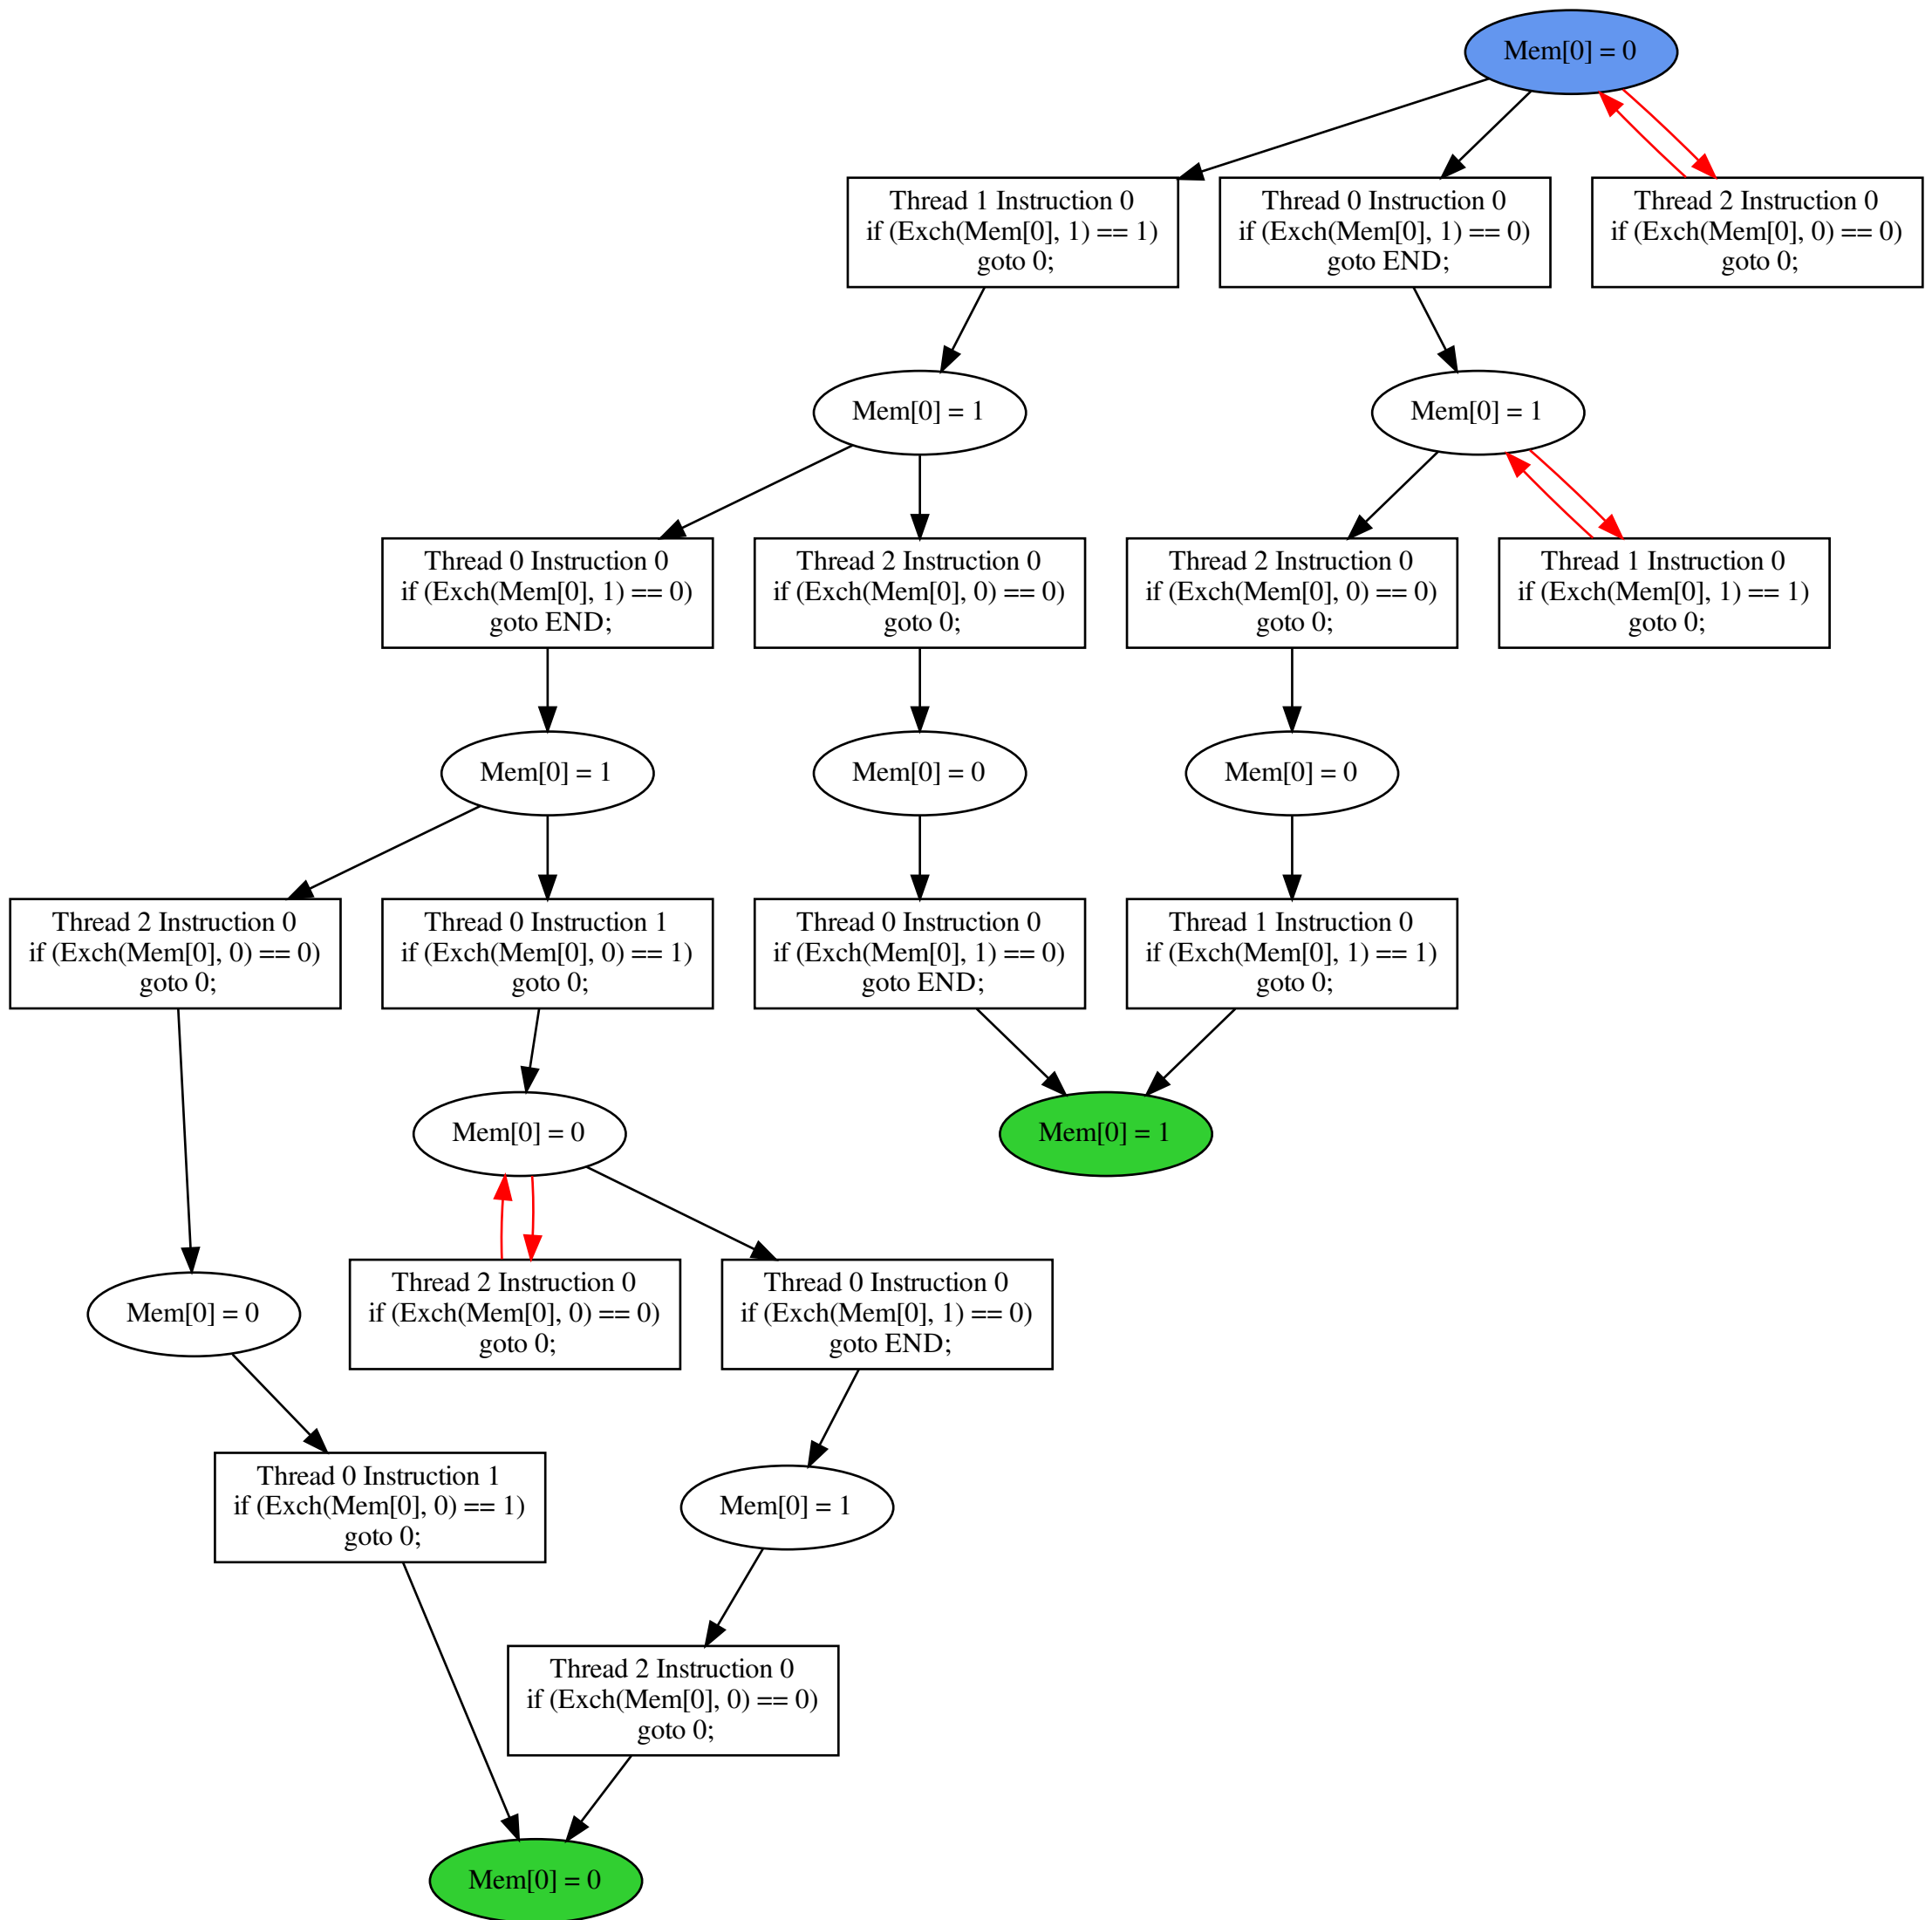 Mem[0] = 0
Thread 1 Instruction 0
if (Exch(Mem[0], 1) == 1)
goto 0;
Thread 0 Instruction 0
if (Exch(Mem[0], 1) == 0)
goto END;
Thread 2 Instruction 0
if (Exch(Mem[0], 0) == 0)
goto 0;
Mem[0] = 1
Mem[0] = 1
Thread 0 Instruction 0
if (Exch(Mem[0], 1) == 0)
goto END;
Thread 2 Instruction 0
if (Exch(Mem[0], 0) == 0)
goto 0;
Thread 2 Instruction 0
if (Exch(Mem[0], 0) == 0)
goto 0;
Thread 1 Instruction 0
if (Exch(Mem[0], 1) == 1)
goto 0;
Mem[0] = 1
Mem[0] = 0
Mem[0] = 0
Thread 2 Instruction 0
if (Exch(Mem[0], 0) == 0)
goto 0;
Thread 0 Instruction 1
if (Exch(Mem[0], 0) == 1)
goto 0;
Thread 0 Instruction 0
if (Exch(Mem[0], 1) == 0)
goto END;
Thread 1 Instruction 0
if (Exch(Mem[0], 1) == 1)
goto 0;
Mem[0] = 0
Mem[0] = 1
Mem[0] = 0
Thread 2 Instruction 0
if (Exch(Mem[0], 0) == 0)
goto 0;
Thread 0 Instruction 0
if (Exch(Mem[0], 1) == 0)
goto END;
Thread 0 Instruction 1
if (Exch(Mem[0], 0) == 1)
goto 0;
Mem[0] = 1
Thread 2 Instruction 0
if (Exch(Mem[0], 0) == 0)
goto 0;
Mem[0] = 0